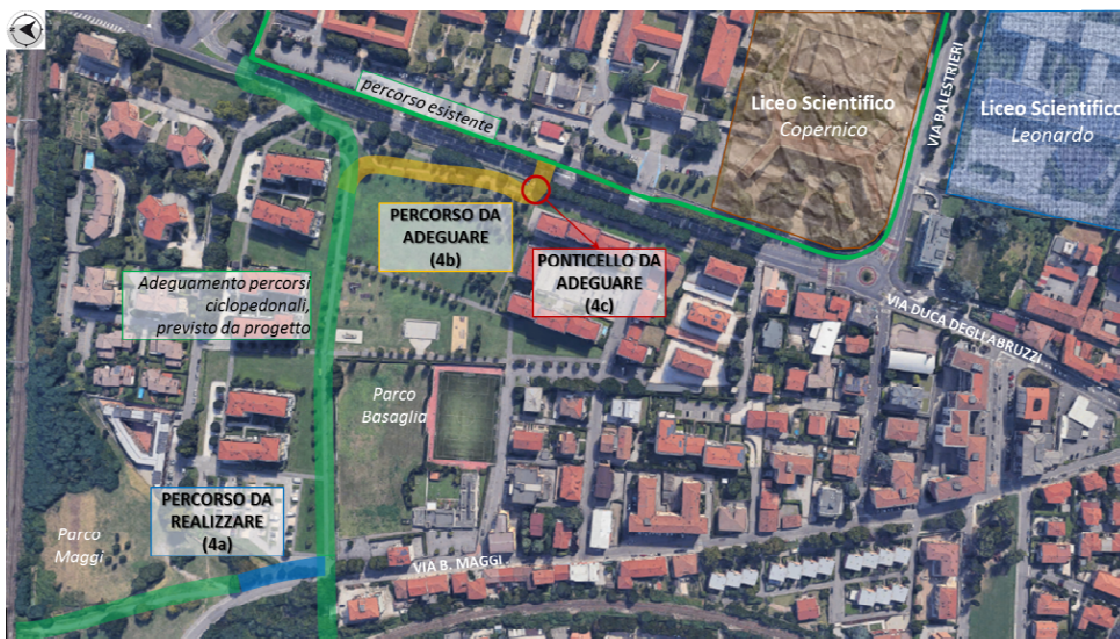 percorso esistente
Liceo Scientifico
Copernico
VIA BALESTRIERI
Liceo Scientifico
Leonardo
PERCORSO DA
ADEGUARE
(4b)
PONTICELLO DA
ADEGUARE
(4c)
Adeguamento percorsi
ciclopedonali,
previsto da progetto
VIA DUCA DEGLI ABRUZZI
Parco
Basaglia
PERCORSO DA
REALIZZARE
(4a)
Parco
Maggi
VIA B. MAGGI